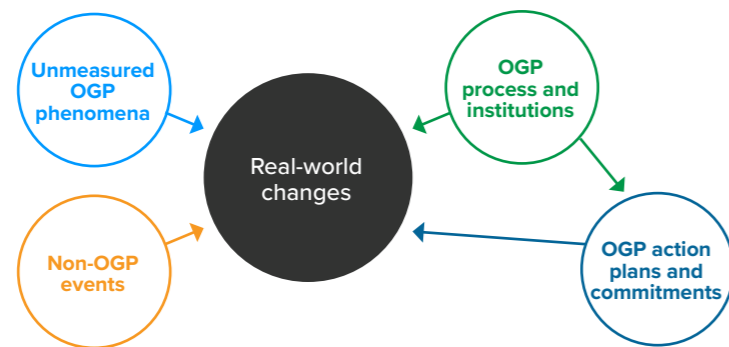 Unmeasured
OGP
phenomena
OGP
process and
institutions
Real-world
changes
Non-OGP
events
OGP action
plans and
commitments